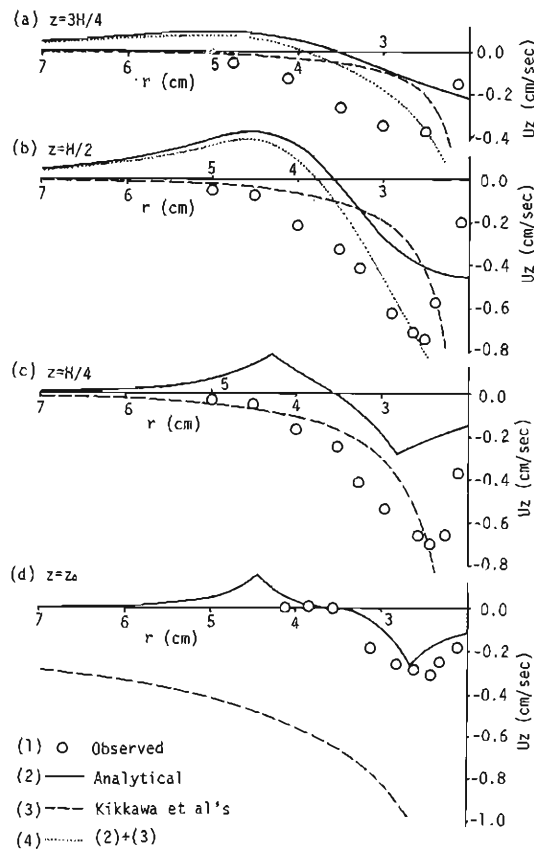 (a) z=3H/4
3
0.0
7
6
5
4
r (cm)
-0.2
-0.4
Uz (cm/sec)
(b) z=H/2
0.0
7
6
5
4
3
r (cm)
-0.2
-0.4
-0.6
-0.8
Uz (cm/sec)
(c) z=H/4
5
0.0
7
6
4
3
r (cm)
-0.2
-0.4
-0.6
-0.8
Uz (cm/sec)
(d) z=z₀
0.0
7
6
5
4
3
r (cm)
-0.2
-0.4
-0.6
-0.8
-1.0
Uz (cm/sec)
(1) Observed
(2) Analytical
(3) Kikkawa et al's
(4) (2)+(3)